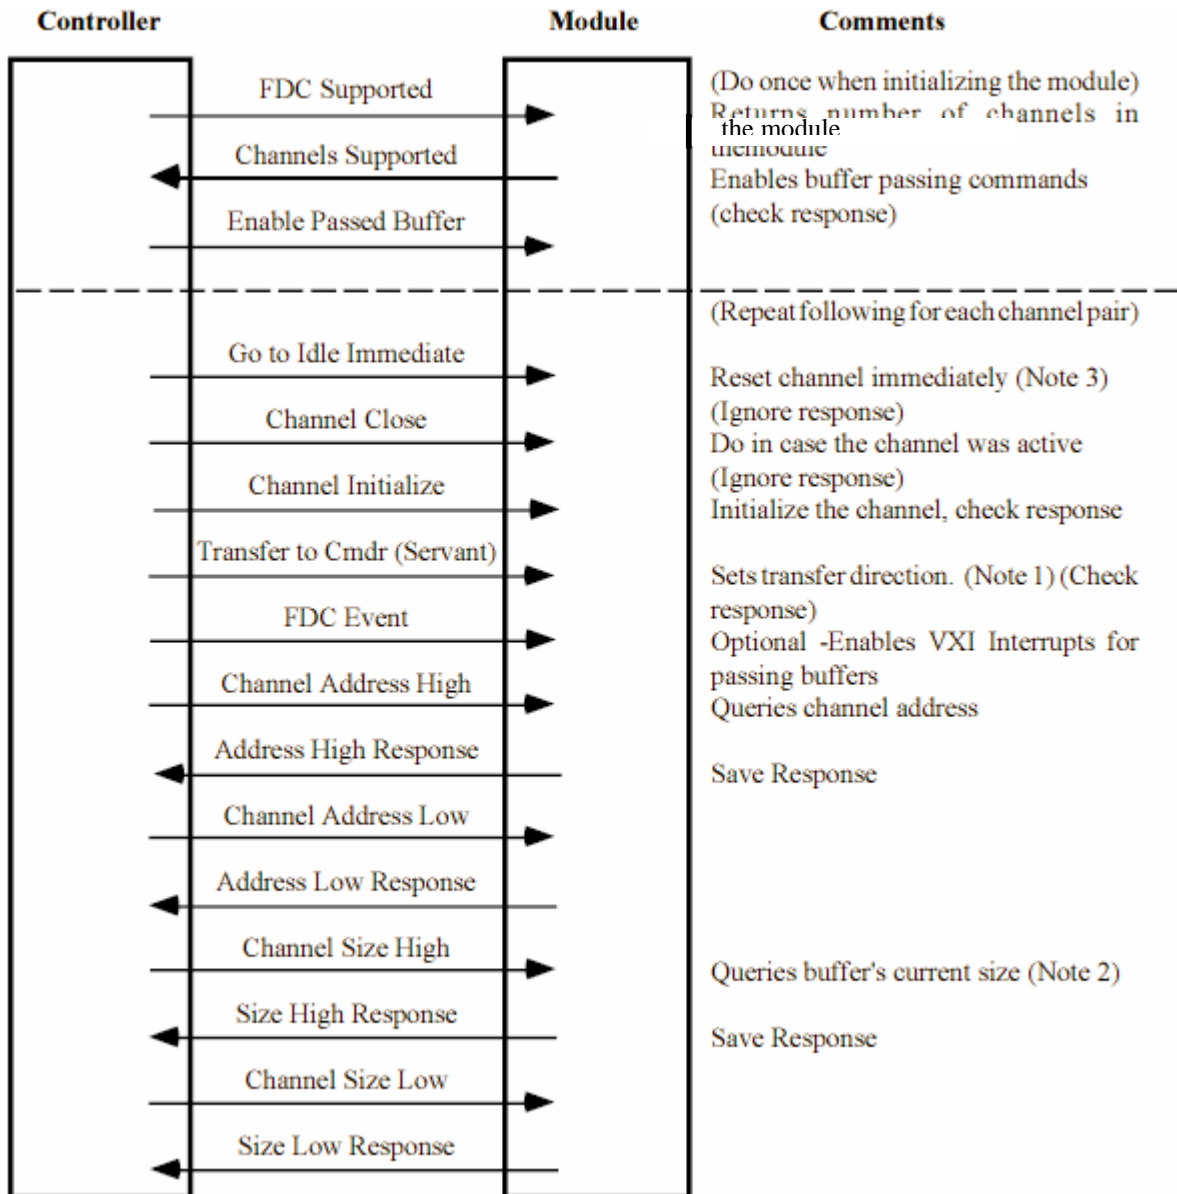 Controller Module Comments
FDC Supported
(Do once when initializing the module)
Returns number of channels in
the module
themodule
Channels Supported
Enables buffer passing commands
(check response)
Enable Passed Buffer
(Repeat following for each channel pair)
Go to Idle Immediate
Reset channel immediately (Note 3)
(Ignore response)
Channel Close
Do in case the channel was active
(Ignore response)
Channel Initialize
Initialize the channel, check response
Transfer to Cmdr (Servant)
Sets transfer direction. (Note 1) (Check
response)
FDC Event
Optional -Enables VXI Interrupts for
passing buffers
Channel Address High
Queries channel address
Address High Response
Save Response
Channel Address Low
Address Low Response
Channel Size High
Queries buffer's current size (Note 2)
Size High Response
Save Response
Channel Size Low
Size Low Response